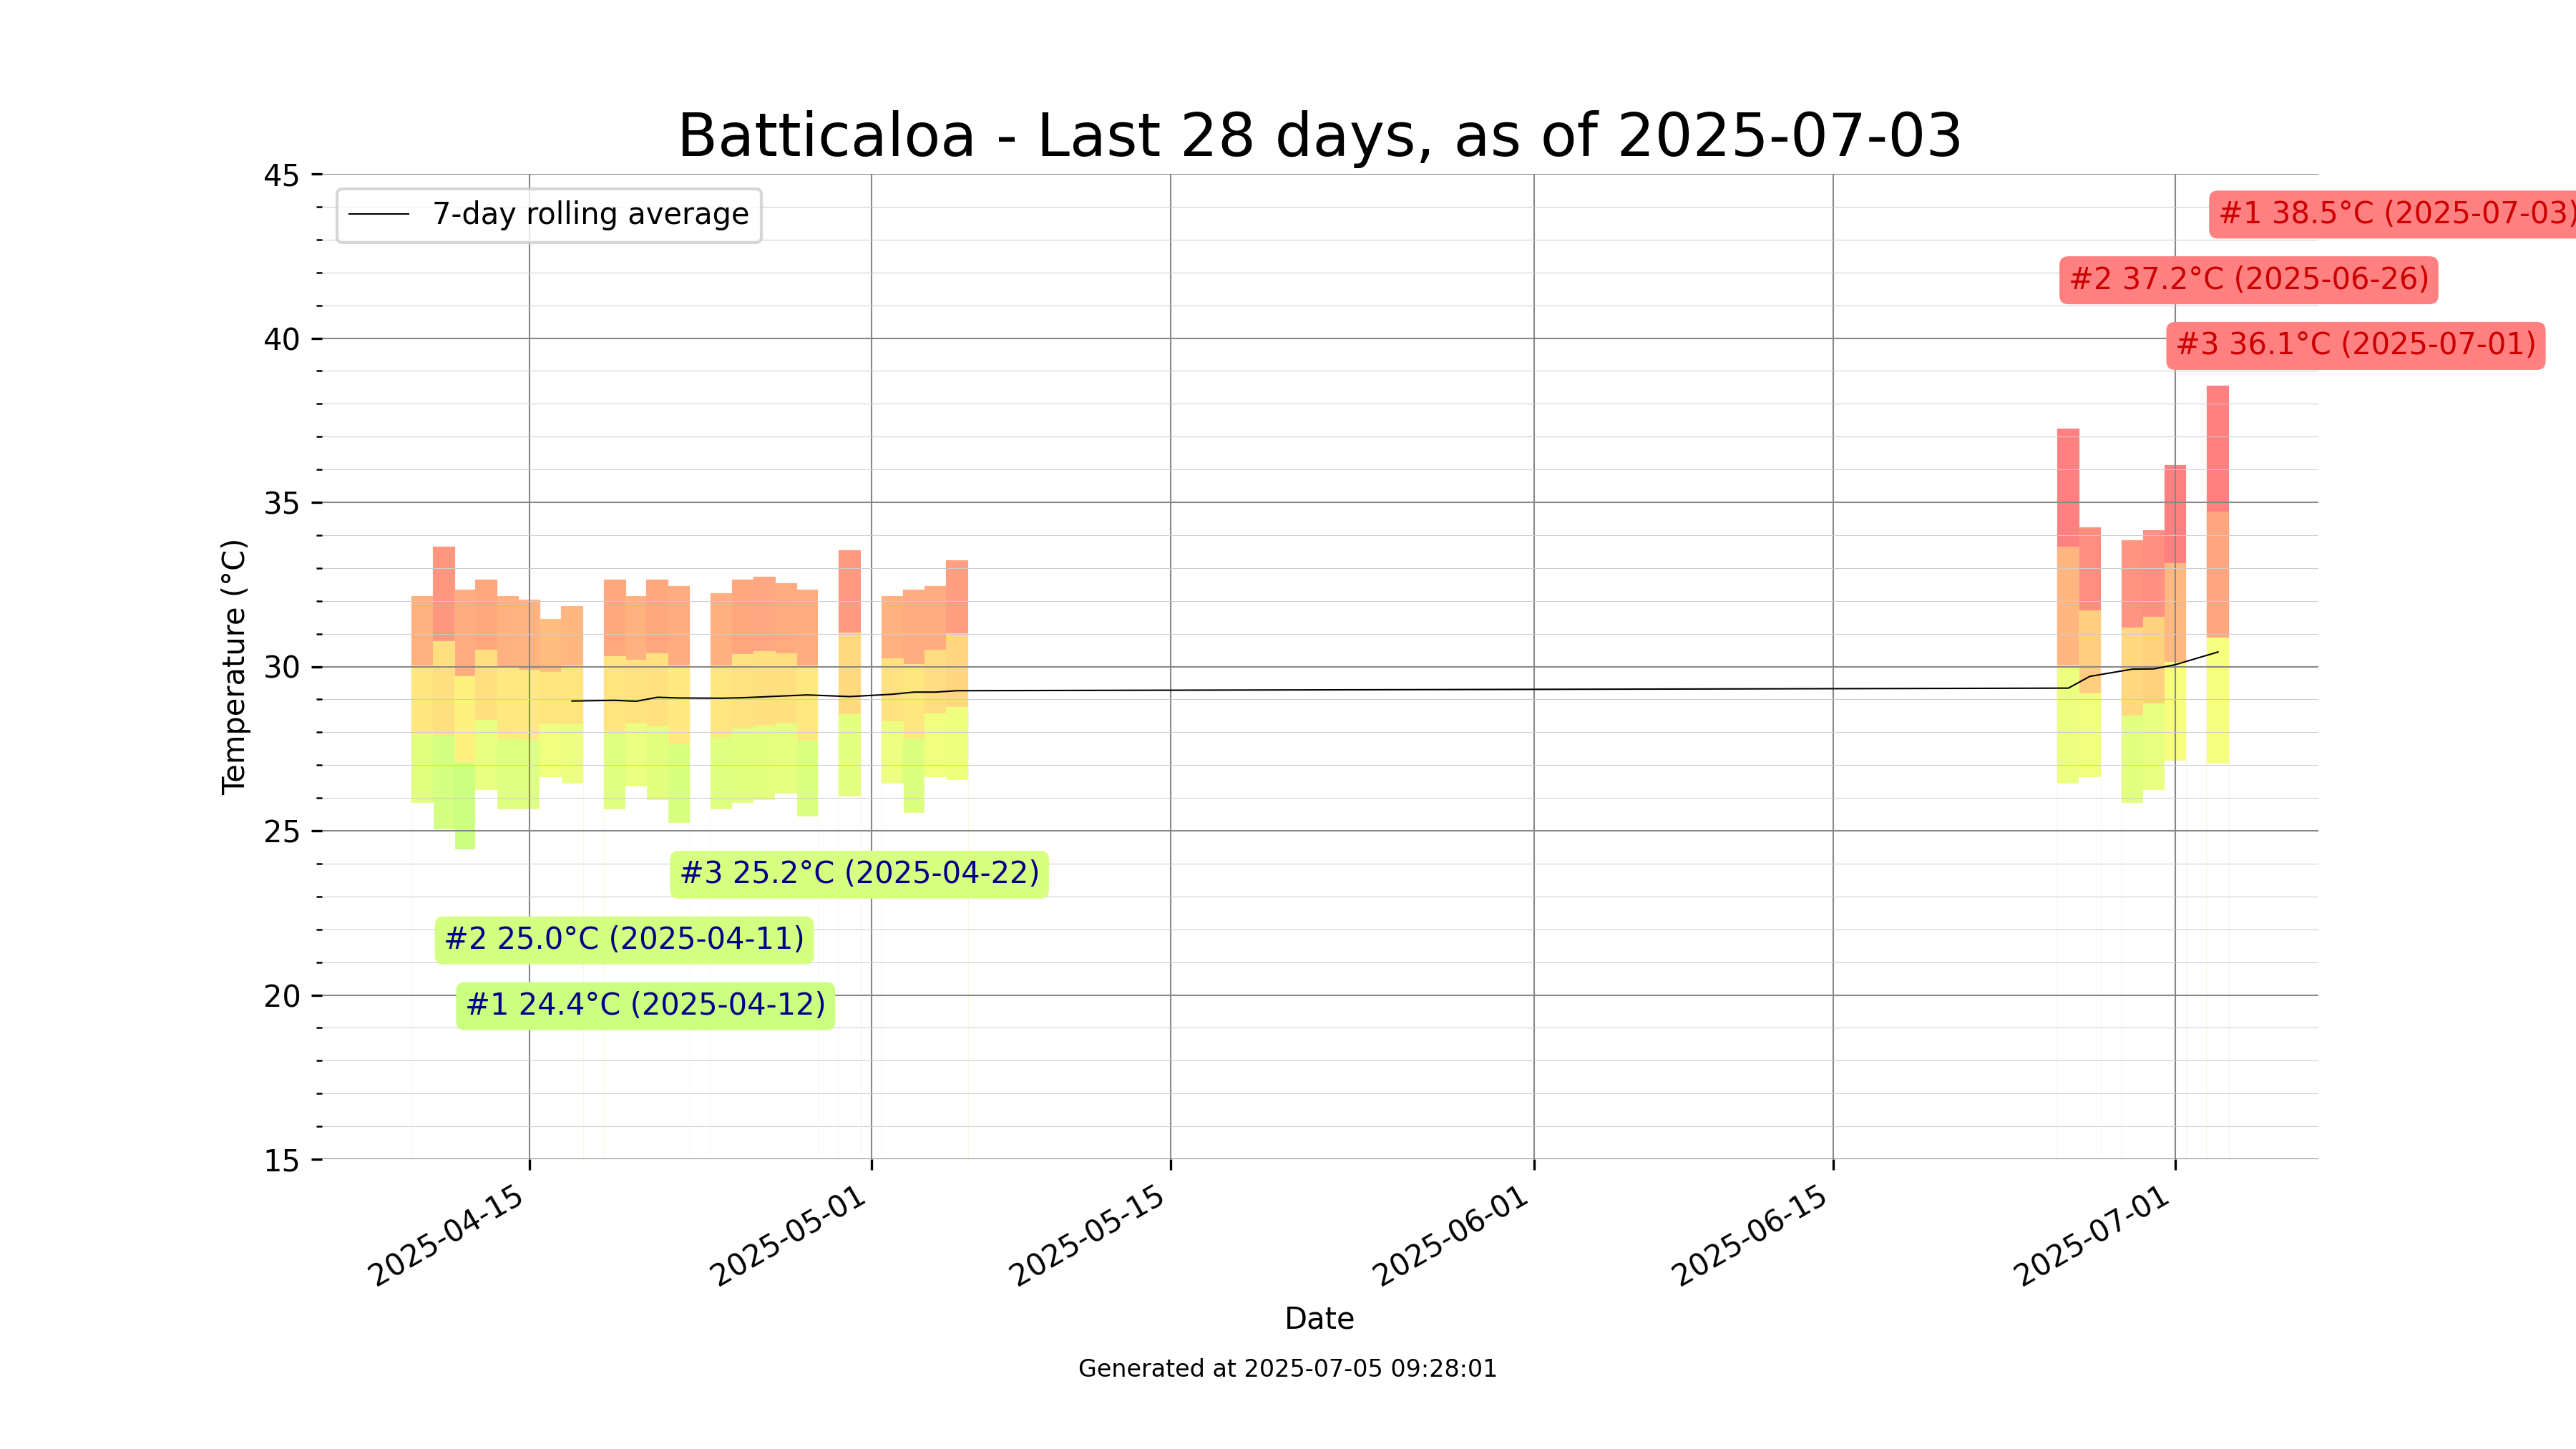 Batticaloa - Last 28 days, as of 2025-07-03
45
7-day rolling average
#1 38.5°C (2025-07-03)
#2 37.2°C (2025-06-26)
40
#3 36.1°C (2025-07-01)
35
30
Temperature (°C)
25
#3 25.2°C (2025-04-22)
#2 25.0°C (2025-04-11)
20
#1 24.4°C (2025-04-12)
15
2025-04-15
2025-05-01
2025-05-15
2025-06-01
2025-06-15
2025-07-01
Date
Generated at 2025-07-05 09:28:01